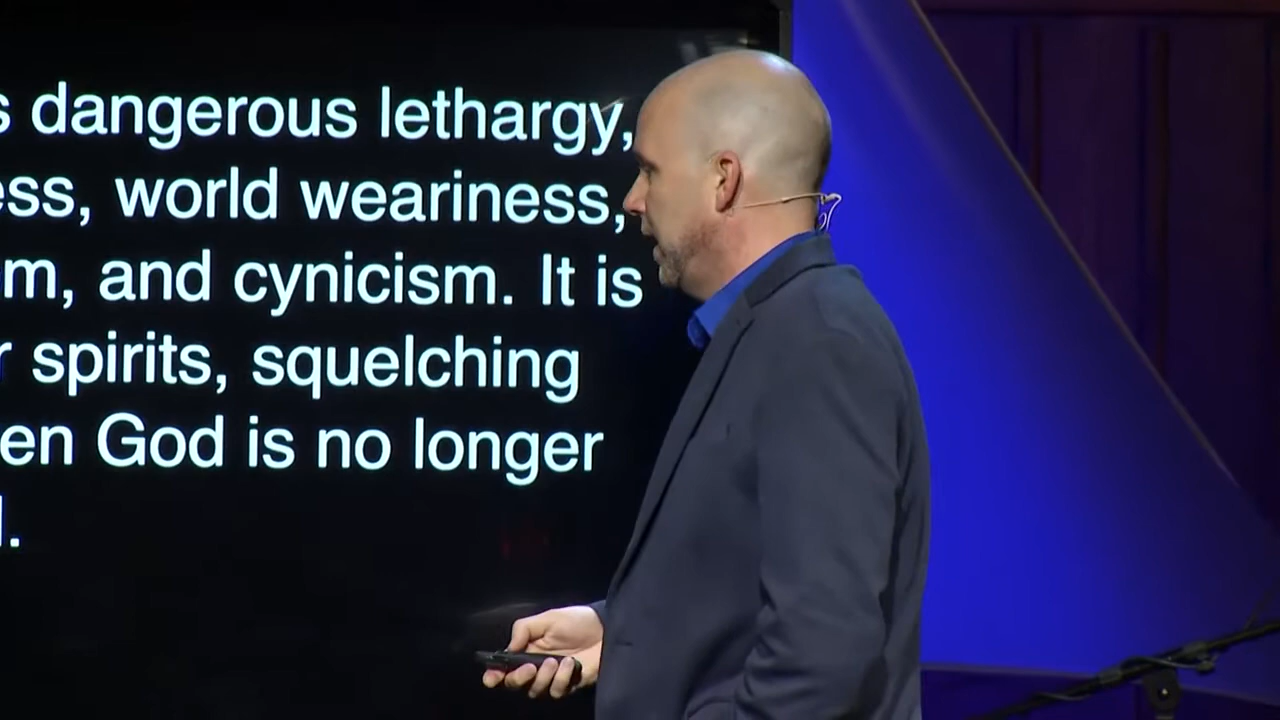 s dangerous lethargy,
ess, world weariness,
m, and cynicism. It is
r spirits, squelching
en God is no longer
.